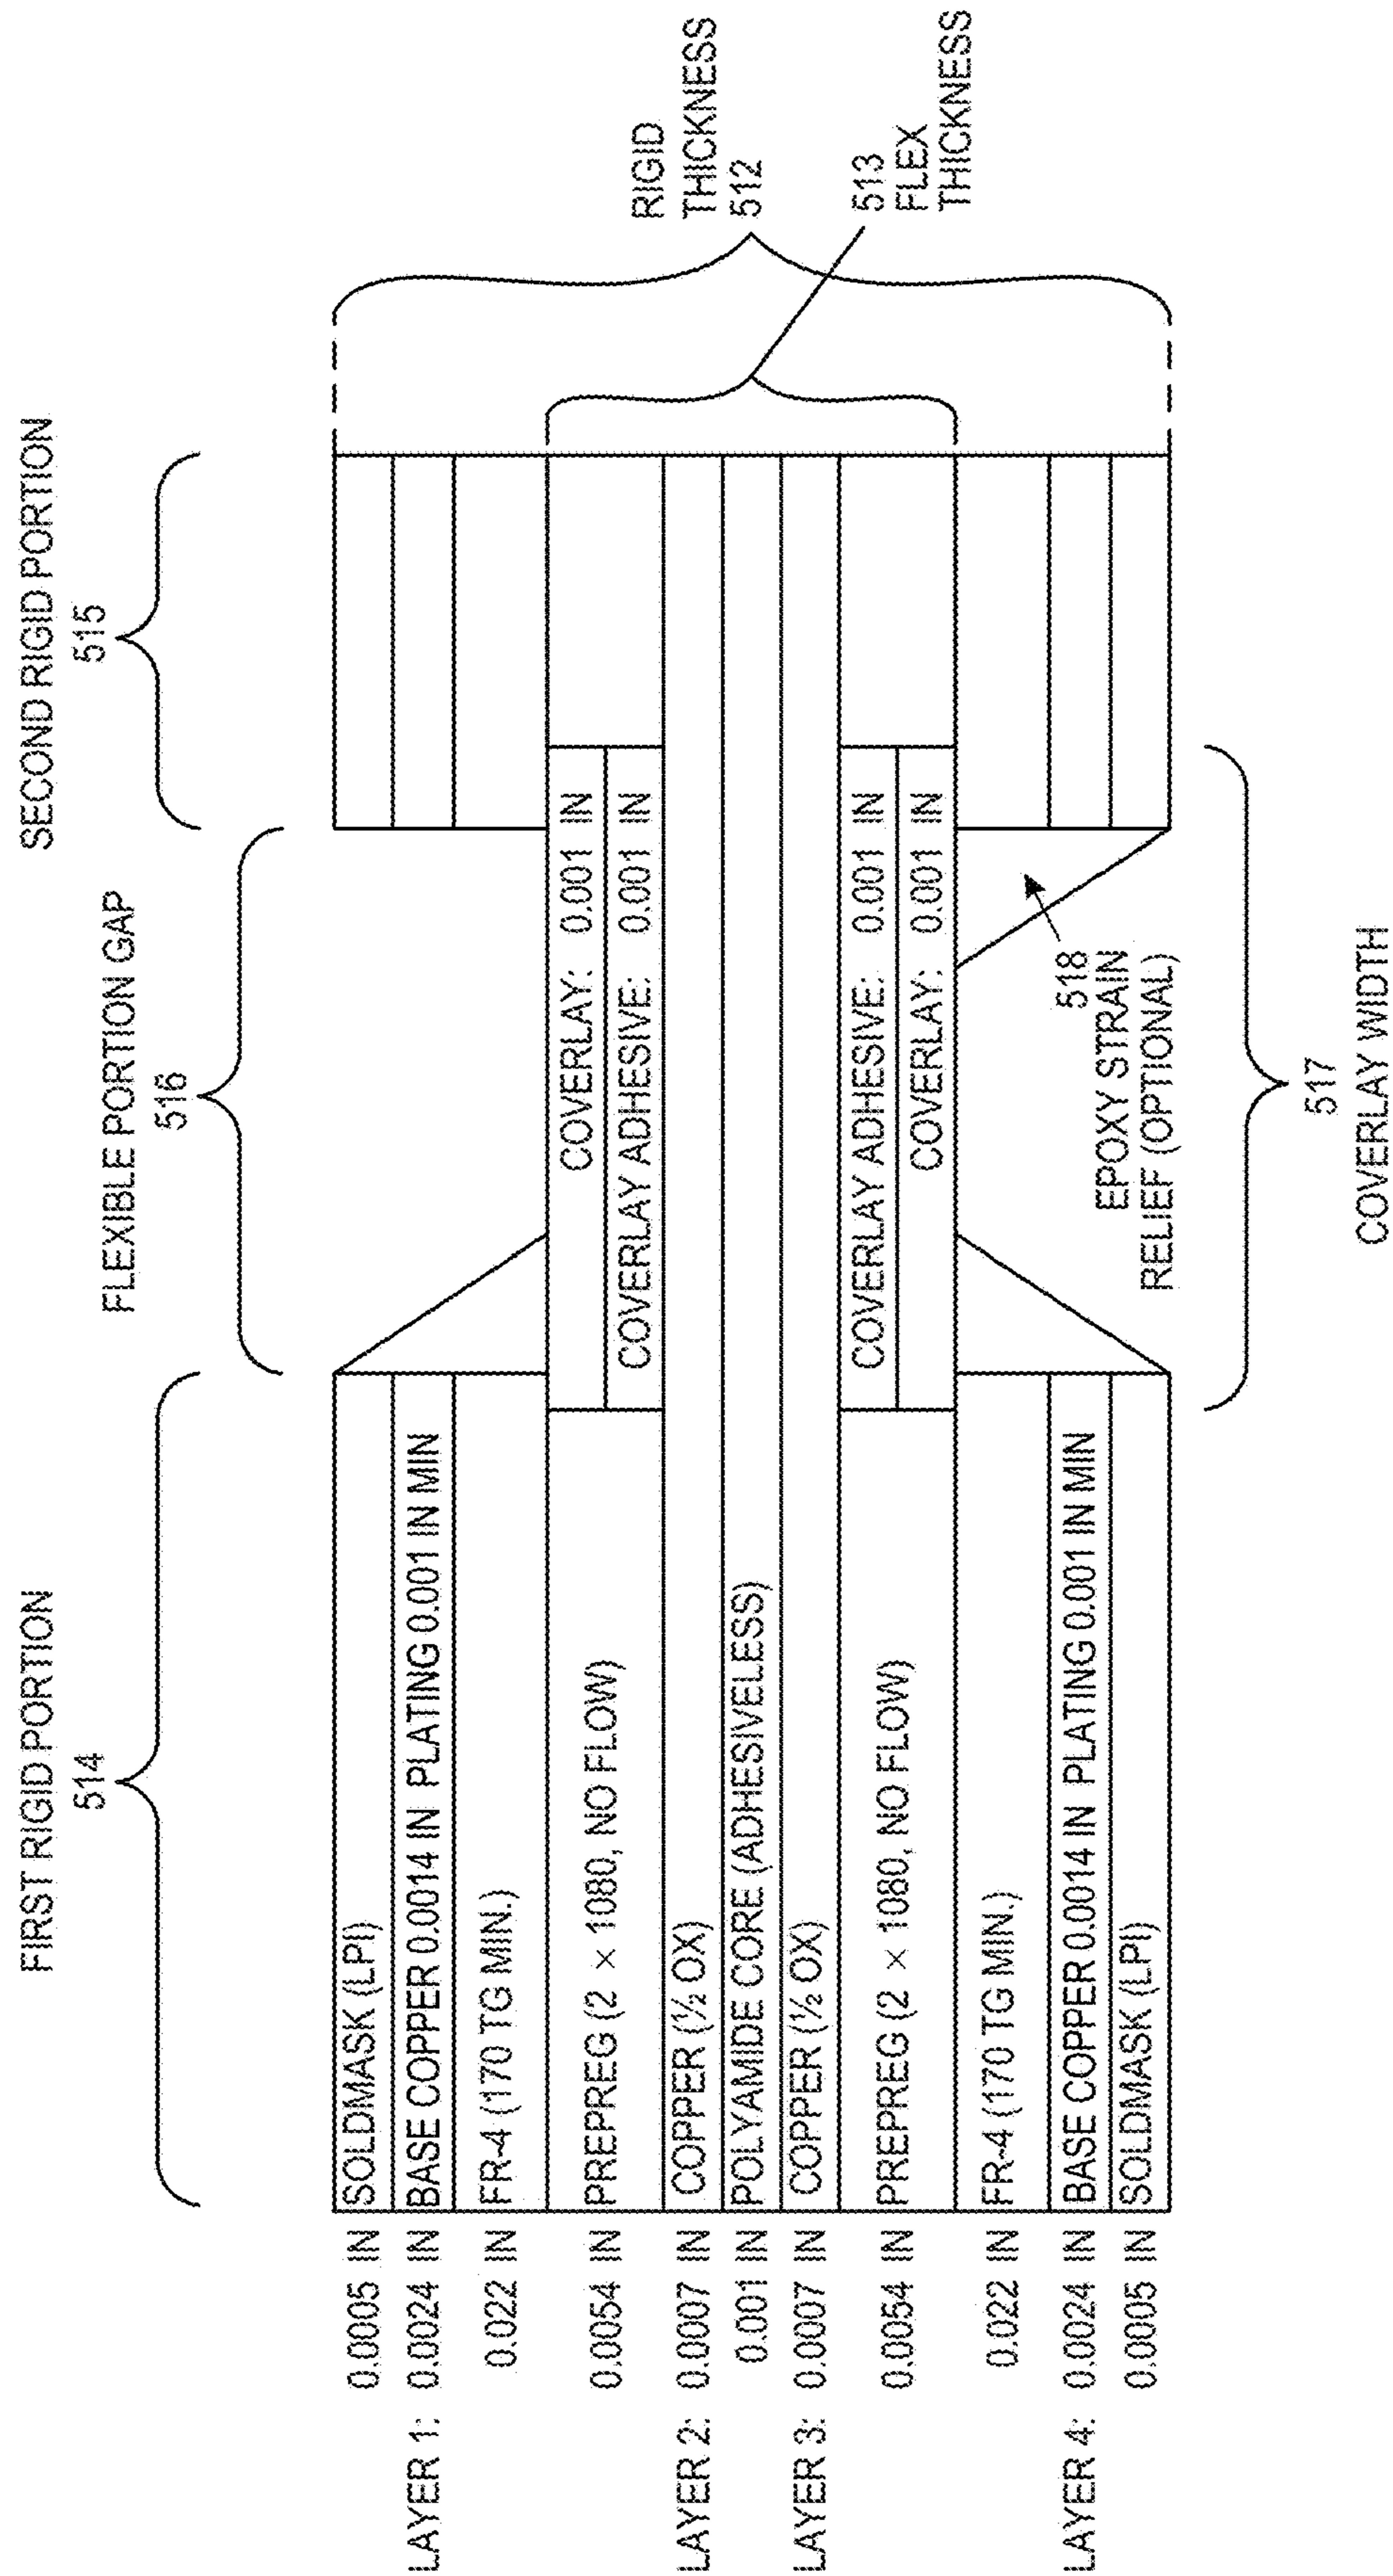 FIRST RIGID PORTION
514
SECOND RIGID PORTION
515
FLEXIBLE PORTION GAP
516
0.0005 IN
SOLDMASK (LPI)
LAYER 1: 0.0024 IN
BASE COPPER 0.0014 IN PLATING 0.001 IN MIN
0.022 IN
FR-4 (170 TG MIN.)
0.0054 IN
PREPREG (2 × 1080, NO FLOW)
COVERLAY: 0.001 IN
COVERLAY ADHESIVE: 0.001 IN
LAYER 2: 0.0007 IN
COPPER (½ OX)
0.001 IN
POLYAMIDE CORE (ADHESIVELESS)
LAYER 3: 0.0007 IN
COPPER (½ OX)
0.0054 IN
PREPREG (2 × 1080, NO FLOW)
COVERLAY ADHESIVE: 0.001 IN
COVERLAY: 0.001 IN
0.022 IN
FR-4 (170 TG MIN.)
LAYER 4: 0.0024 IN
BASE COPPER 0.0014 IN PLATING 0.001 IN MIN
0.0005 IN
SOLDMASK (LPI)
RIGID
THICKNESS
512
513
FLEX
THICKNESS
518
EPOXY STRAIN
RELIEF (OPTIONAL)
517
COVERLAY WIDTH